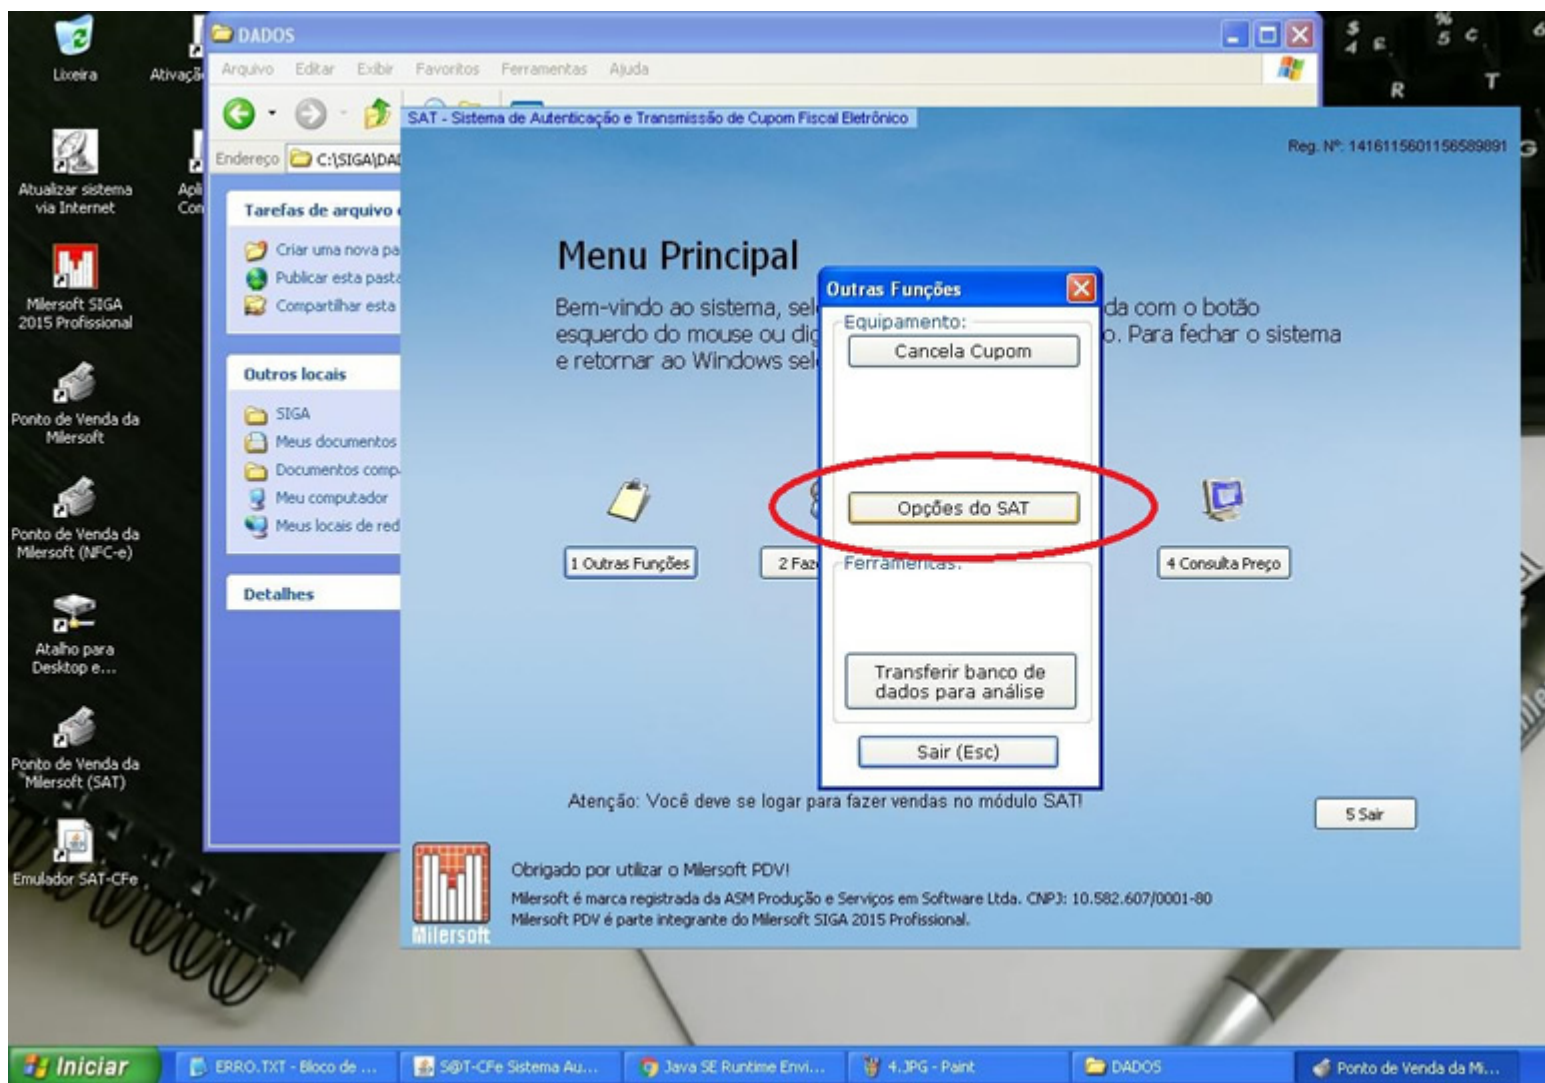 Lixeira
Ativaçã
Atualizar sistema
via Internet
Apli
Con
Milersoft SIGA
2015 Profissional
Ponto de Venda da
Milersoft
Ponto de Venda da
Milersoft (NFC-e)
Atalho para
Desktop e...
Ponto de Venda da
Milersoft (SAT)
Emulador SAT-CFe
DADOS
Arquivo Editar Exibir Favoritos Ferramentas Ajuda
Endereço C:\SIGA\DAD
Tarefas de arquivo e
Criar uma nova pa
Publicar esta pasta
Compartilhar esta
Outros locais
SIGA
Meus documentos
Documentos comp
Meu computador
Meus locais de red
Detalhes
SAT - Sistema de Autenticação e Transmissão de Cupom Fiscal Eletrônico
Reg. Nº: 1416115601156589891
Menu Principal
Bem-vindo ao sistema, sel da com o botão
esquerdo do mouse ou dig o. Para fechar o sistema
e retornar ao Windows sel
1 Outras Funções
2 Faz
4 Consulta Preço
Outras Funções
Equipamento:
Cancela Cupom
Opções do SAT
Ferramentas:
Transferir banco de
dados para análise
Sair (Esc)
Atenção: Você deve se logar para fazer vendas no módulo SAT!
5 Sair
Milersoft
Obrigado por utilizar o Milersoft PDV!
Milersoft é marca registrada da ASM Produção e Serviços em Software Ltda. CNPJ: 10.582.607/0001-80
Milersoft PDV é parte integrante do Milersoft SIGA 2015 Profissional.
$ % 6
4 E 5 C
R T
G
Iniciar
ERRO.TXT - Bloco de ...
S@T-CFe Sistema Au...
Java SE Runtime Envi...
4.JPG - Paint
DADOS
Ponto de Venda da Mi...